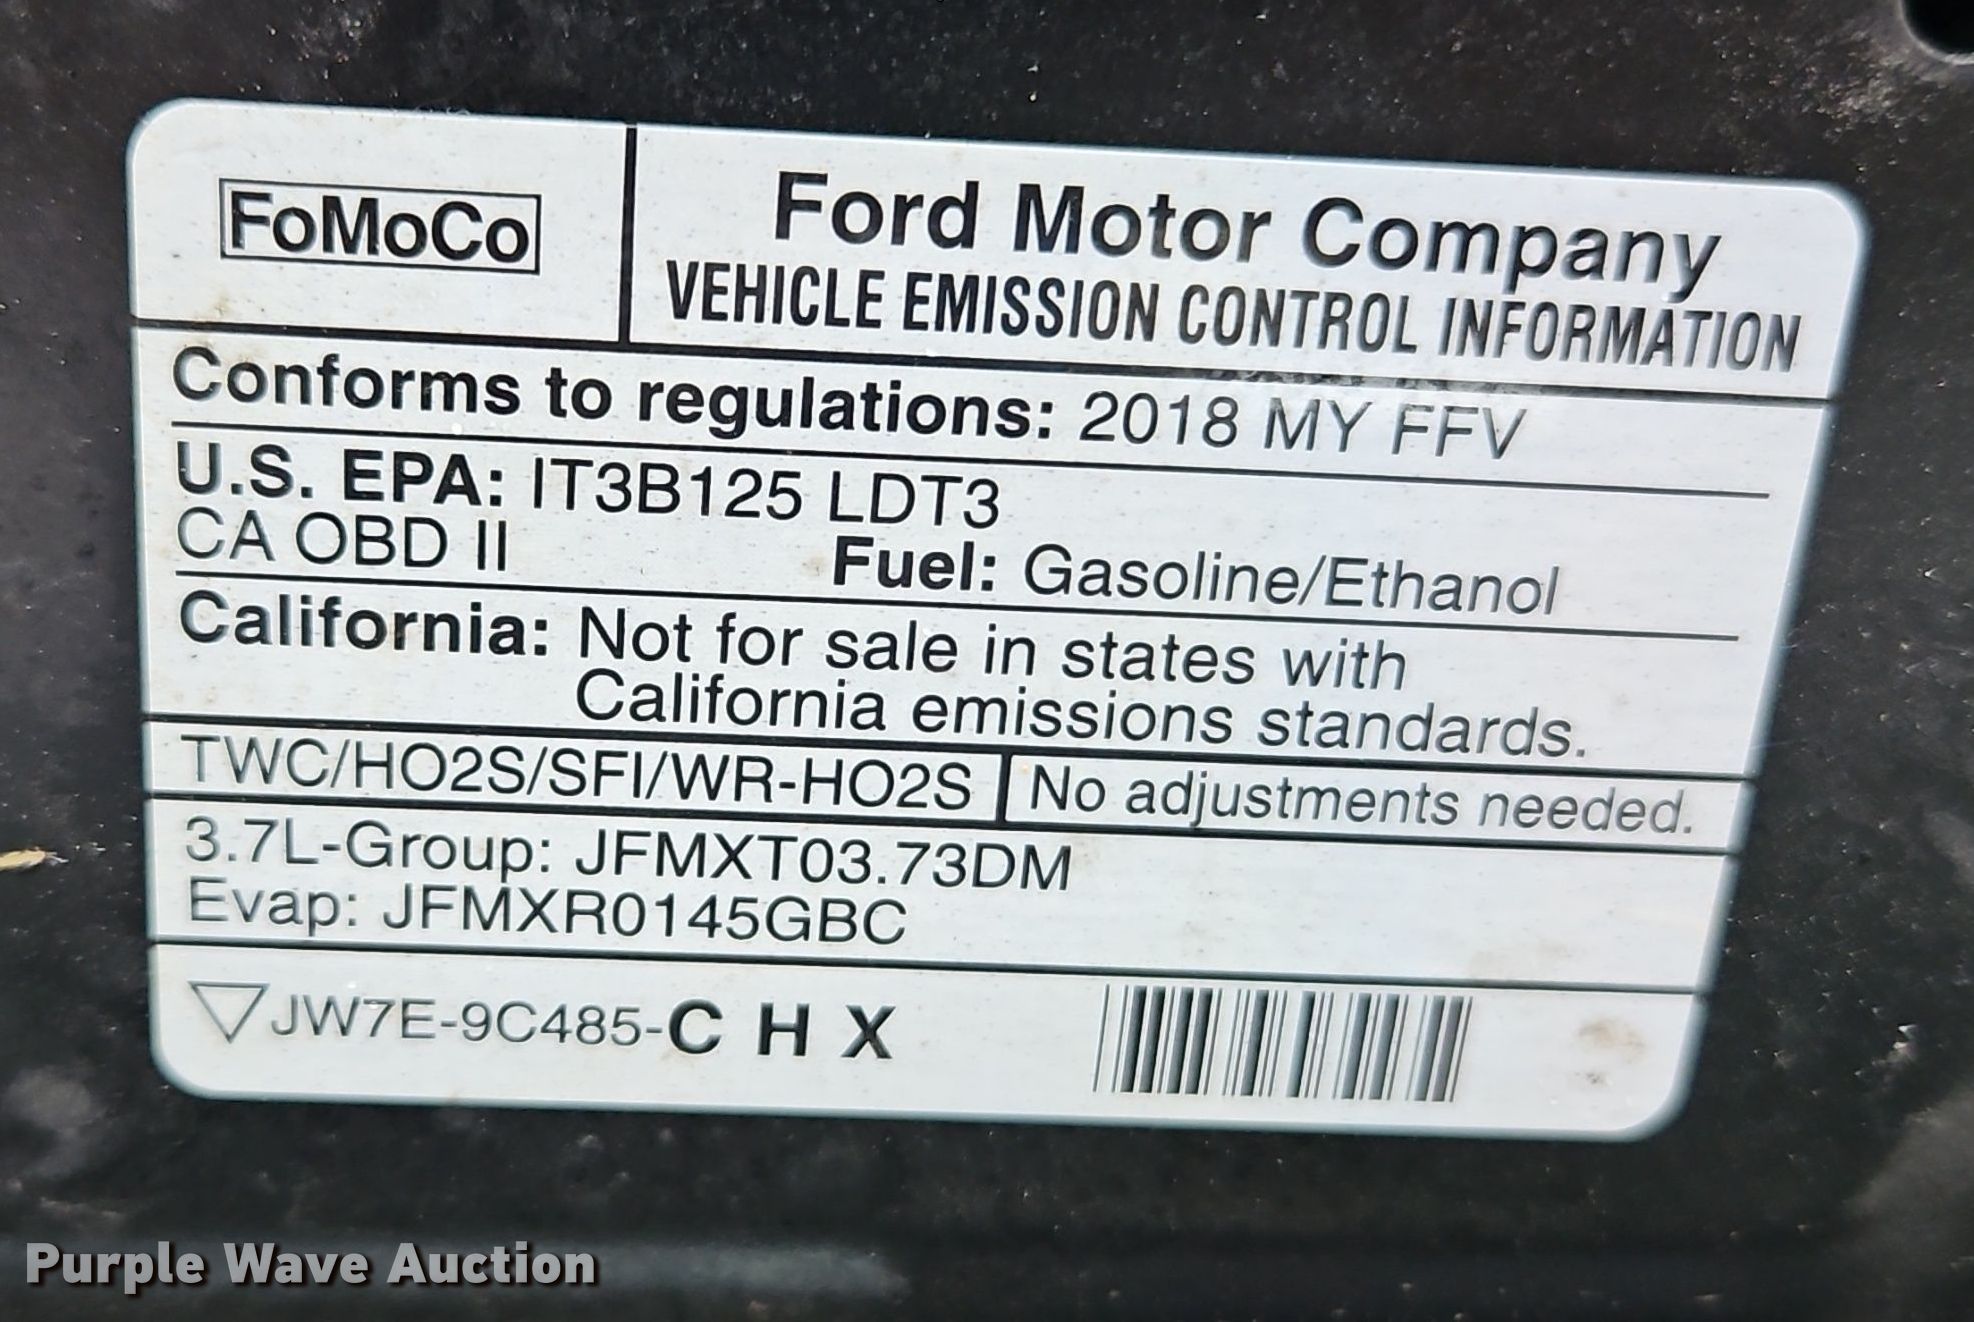 FoMoCo
Ford Motor Company
VEHICLE EMISSION CONTROL INFORMATION
Conforms to regulations: 2018 MY FFV
U.S. EPA: IT3B125 LDT3
CA OBD II
Fuel: Gasoline/Ethanol
California: Not for sale in states with
California emissions standards.
TWC/HO2S/SFI/WR-HO2S
No adjustments needed.
3.7L-Group: JFMXT03.73DM
Evap: JFMXR0145GBC
JW7E-9C485-C H X
Purple Wave Auction